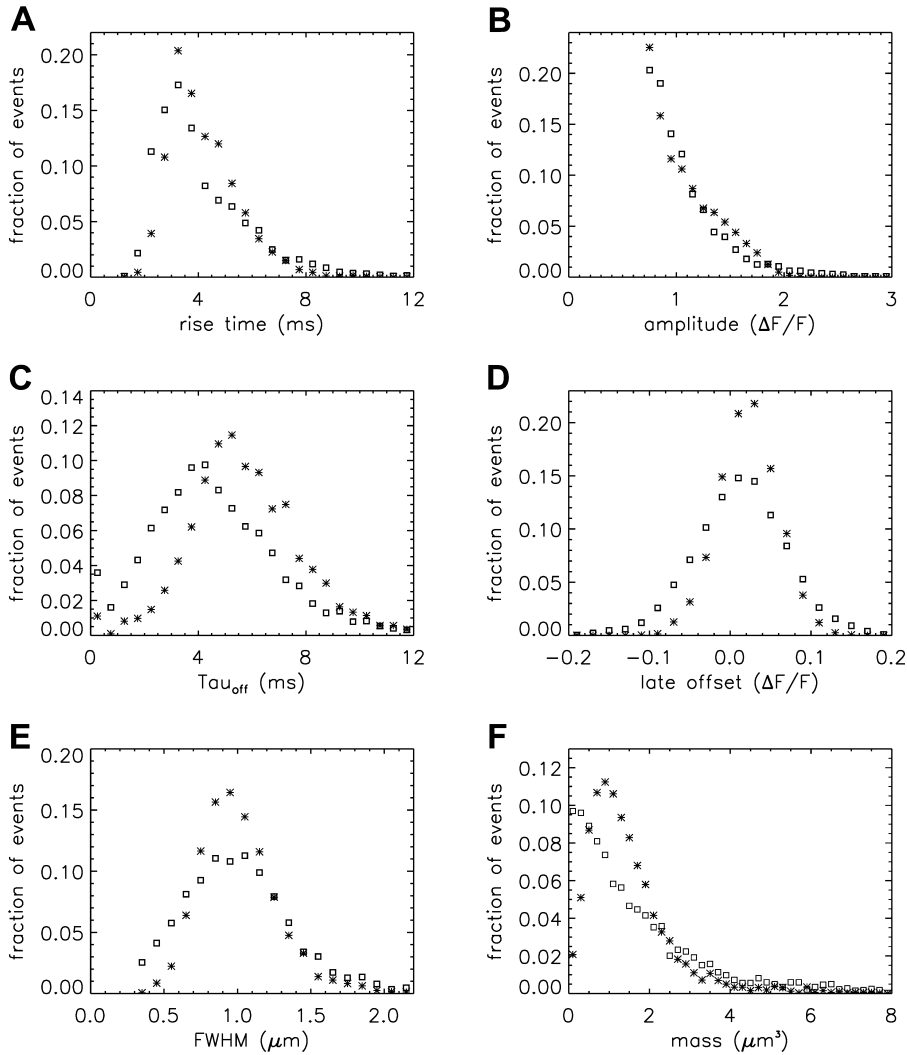 A
fraction of events
0.20
0.15
0.10
0.05
0.00
0 4 8 12
rise time (ms)
B
fraction of events
0.20
0.15
0.10
0.05
0.00
0 1 2 3
amplitude (ΔF/F)
C
fraction of events
0.14
0.12
0.10
0.08
0.06
0.04
0.02
0.00
0 4 8 12
Tauoff (ms)
D
fraction of events
0.20
0.15
0.10
0.05
0.00
−0.2 −0.1 0.0 0.1 0.2
late offset (ΔF/F)
E
fraction of events
0.20
0.15
0.10
0.05
0.00
0.0 0.5 1.0 1.5 2.0
FWHM (μm)
F
fraction of events
0.12
0.10
0.08
0.06
0.04
0.02
0.00
0 2 4 6 8
mass (μm³)